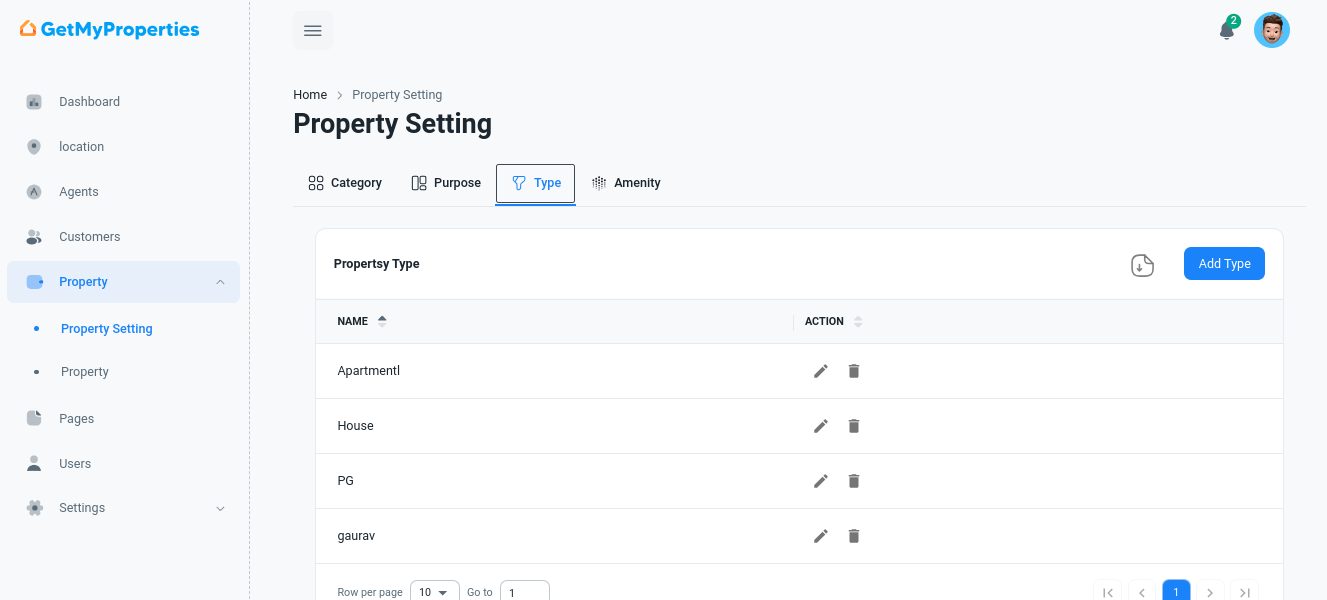 GetMyProperties
2
Dashboard
location
Agents
Customers
Property
Property Setting
Property
Pages
Users
Settings
Home > Property Setting
Property Setting
Category Purpose Type Amenity
Propertsy Type
Add Type
NAME ACTION
Apartmentl
House
PG
gaurav
Row per page 10 Go to 1
1